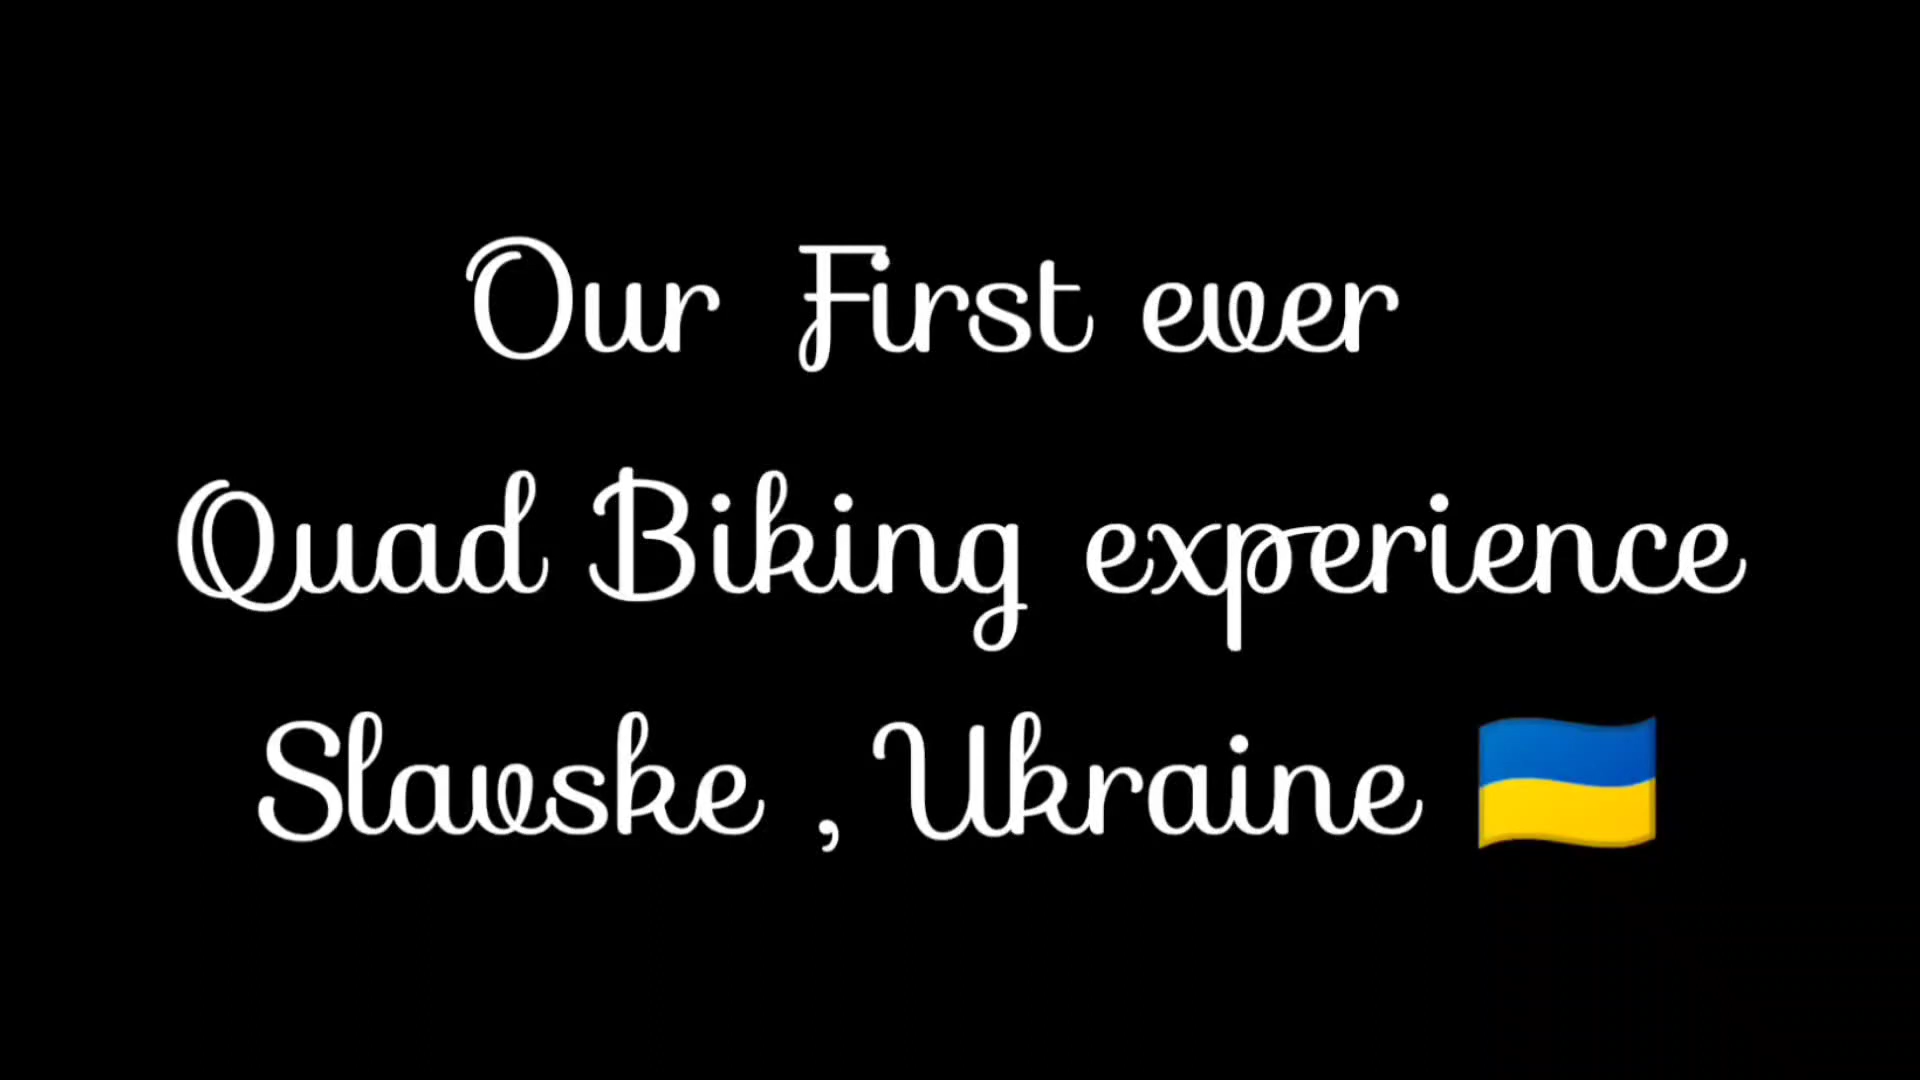 Our First ever
Quad Biking experience
Slavske , Ukraine 🇺🇦